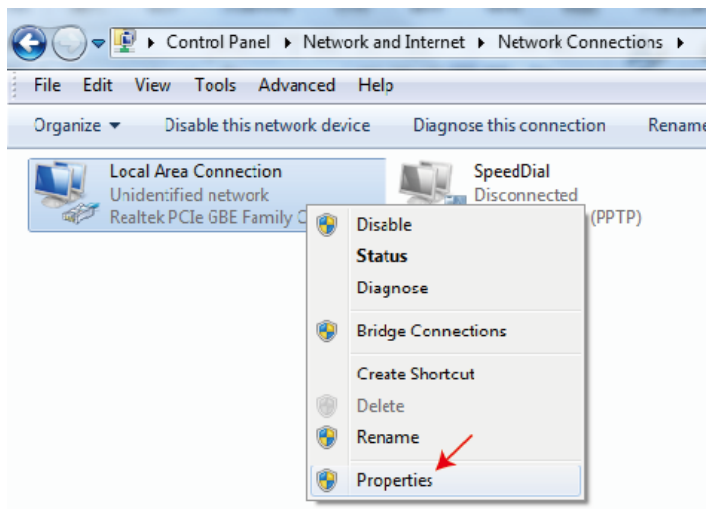 Control Panel Network and Internet Network Connections
File Edit View Tools Advanced Help
Organize Disable this network device Diagnose this connection Rename
Local Area Connection
Unidentified network
Realtek PCIe GBE Family C
SpeedDial
Disconnected
(PPTP)
Disable
Status
Diagnose
Bridge Connections
Create Shortcut
Delete
Rename
Properties